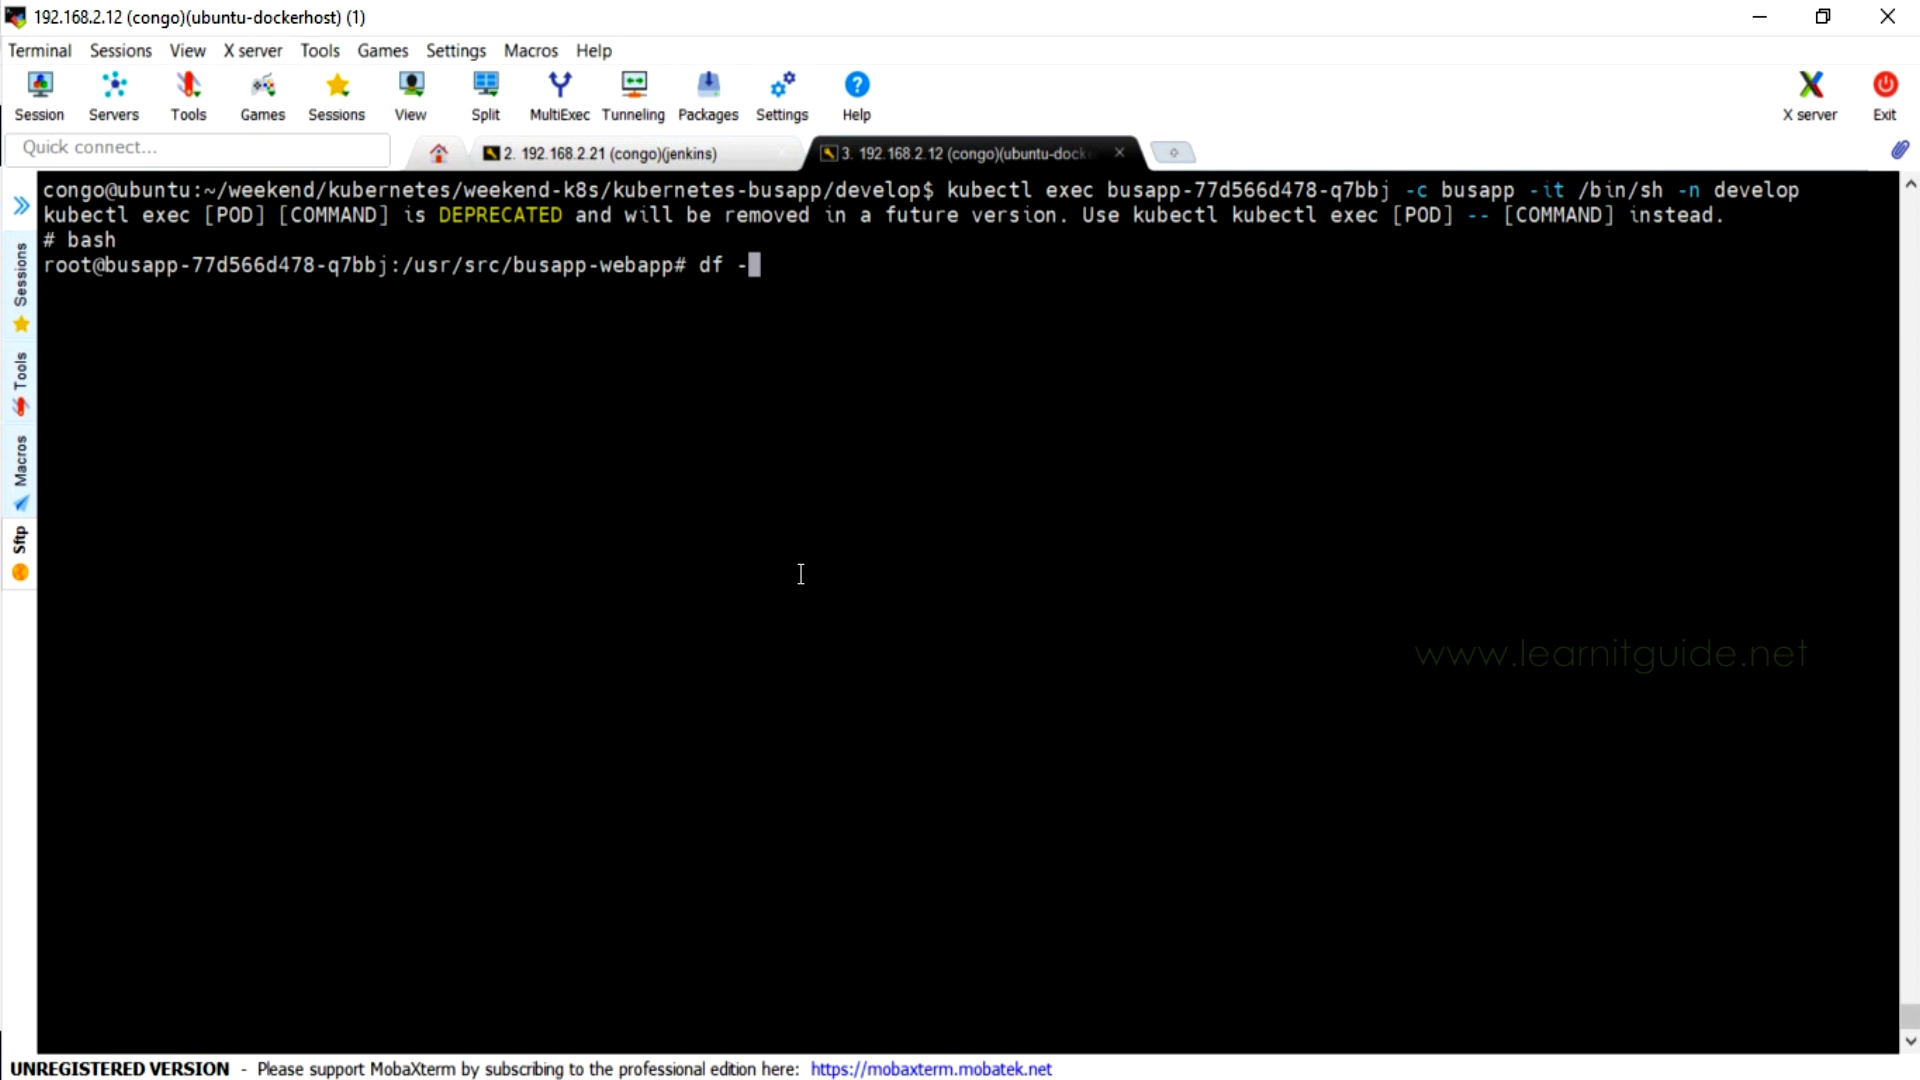 192.168.2.12 (congo)(ubuntu-dockerhost) (1)
Terminal Sessions View X server Tools Games Settings Macros Help
Session Servers Tools Games Sessions View Split MultiExec Tunneling Packages Settings Help X server Exit
Quick connect...
2. 192.168.2.21 (congo)(jenkins)
3. 192.168.2.12 (congo)(ubuntu-docke
congo@ubuntu:~/weekend/kubernetes/weekend-k8s/kubernetes-busapp/develop$ kubectl exec busapp-77d566d478-q7bbj -c busapp -it /bin/sh -n develop
kubectl exec [POD] [COMMAND] is DEPRECATED and will be removed in a future version. Use kubectl kubectl exec [POD] -- [COMMAND] instead.
# bash
root@busapp-77d566d478-q7bbj:/usr/src/busapp-webapp# df -
Sessions
Tools
Macros
Sftp
www.learnitguide.net
UNREGISTERED VERSION - Please support MobaXterm by subscribing to the professional edition here: https://mobaxterm.mobatek.net